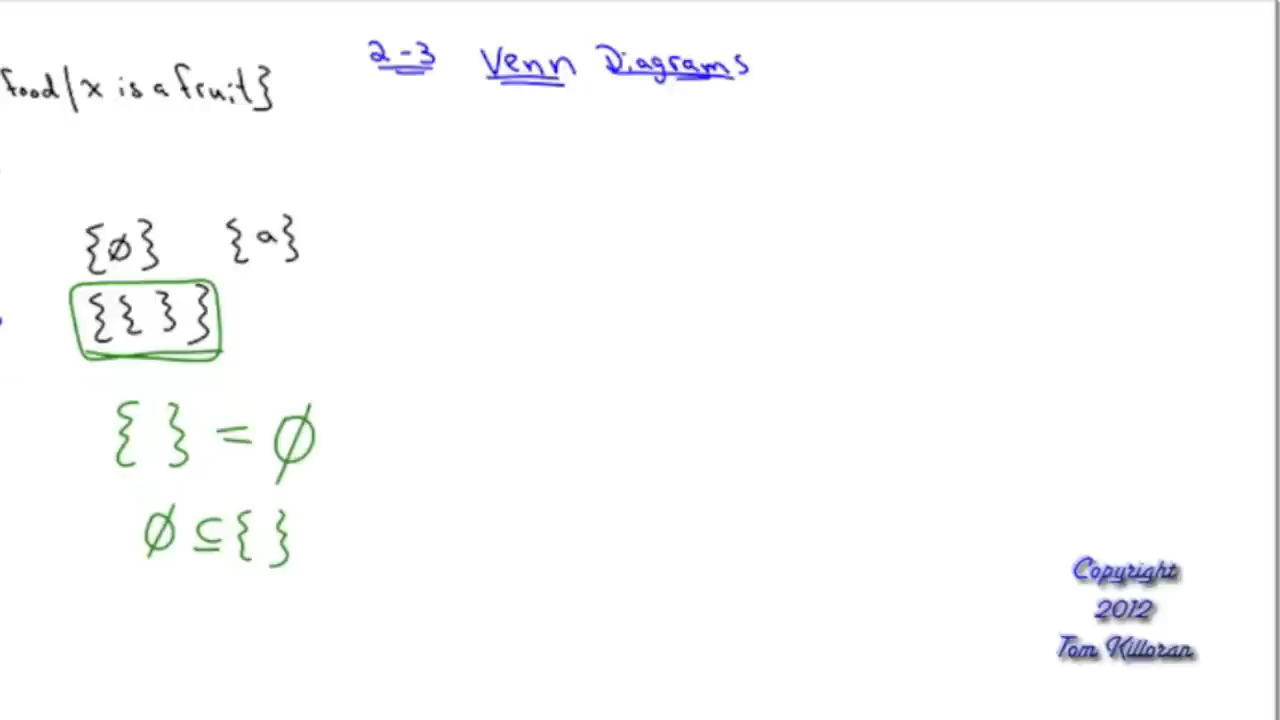 food | x is a fruit}
2-3 Venn Diagrams
{∅} {a}
{{ }}
{ } = ∅
∅ ⊆ { }
Copyright
2012
Tom Killoran